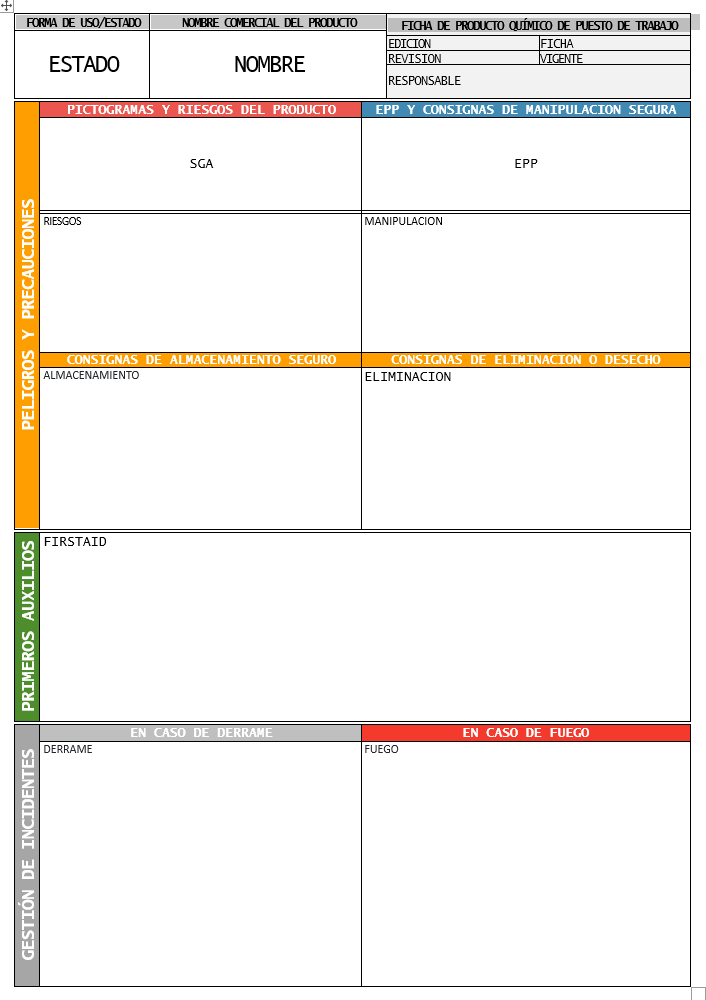 FORMA DE USO/ESTADO
NOMBRE COMERCIAL DEL PRODUCTO
FICHA DE PRODUCTO QUÍMICO DE PUESTO DE TRABAJO
ESTADO
NOMBRE
EDICION
FICHA
REVISION
VIGENTE
RESPONSABLE
PELIGROS Y PRECAUCIONES
PICTOGRAMAS Y RIESGOS DEL PRODUCTO
EPP Y CONSIGNAS DE MANIPULACION SEGURA
SGA
EPP
RIESGOS
MANIPULACION
CONSIGNAS DE ALMACENAMIENTO SEGURO
CONSIGNAS DE ELIMINACION O DESECHO
ALMACENAMIENTO
ELIMINACION
PRIMEROS AUXILIOS
FIRSTAID
GESTIÓN DE INCIDENTES
EN CASO DE DERRAME
EN CASO DE FUEGO
DERRAME
FUEGO